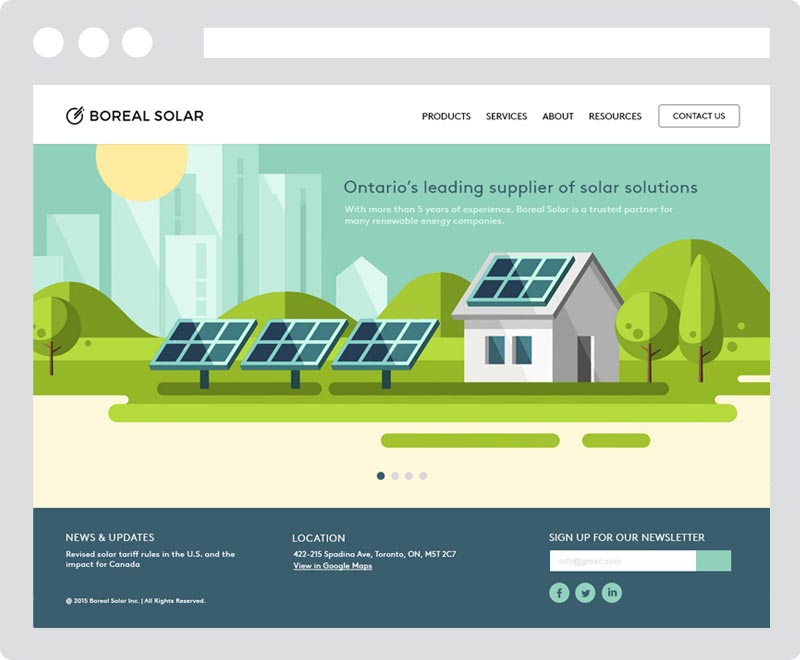 BOREAL SOLAR
PRODUCTS SERVICES ABOUT RESOURCES CONTACT US
Ontario's leading supplier of solar solutions
With more than 5 years of experience, Boreal Solar is a trusted partner for
many renewable energy companies.
NEWS & UPDATES
Revised solar tariff rules in the U.S. and the
impact for Canada
@ 2015 Boreal Solar Inc. | All Rights Reserved.
LOCATION
422-215 Spadina Ave, Toronto, ON, M5T 2C7
View in Google Maps
SIGN UP FOR OUR NEWSLETTER
info@gmail.com
f in